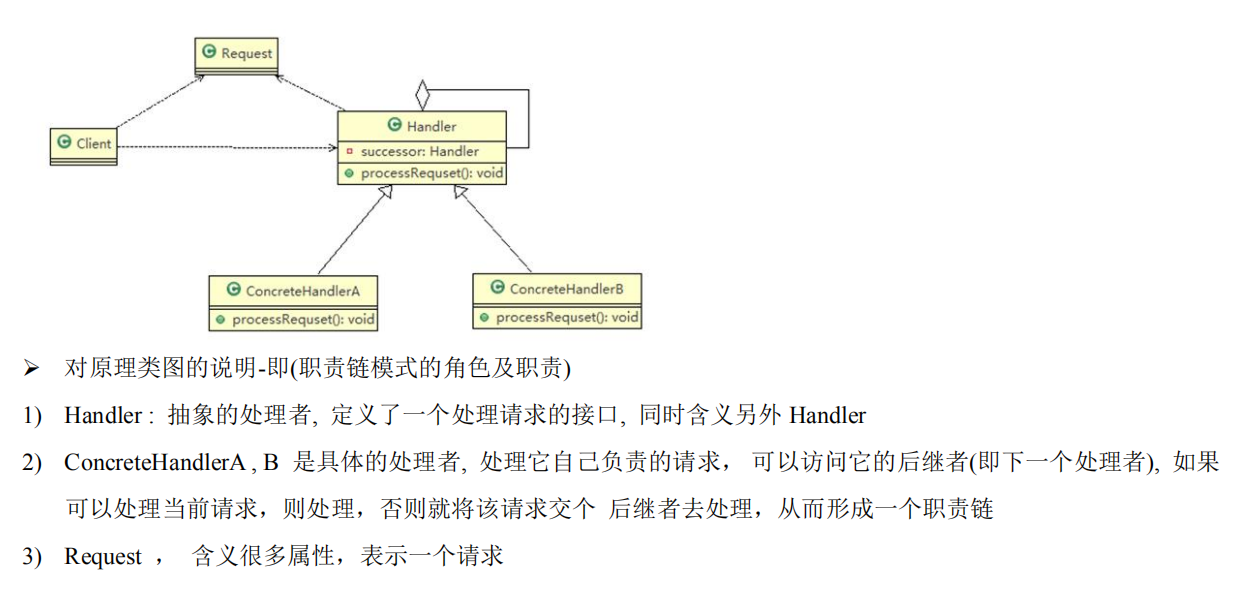 Request
Client
Handler
successor: Handler
processRequset(): void
ConcreteHandlerA
processRequset(): void
ConcreteHandlerB
processRequset(): void
➢ 对原理类图的说明-即(职责链模式的角色及职责)
1) Handler : 抽象的处理者, 定义了一个处理请求的接口, 同时含义另外 Handler
2) ConcreteHandlerA , B 是具体的处理者, 处理它自己负责的请求， 可以访问它的后继者(即下一个处理者), 如果
可以处理当前请求，则处理，否则就将该请求交个 后继者去处理，从而形成一个职责链
3) Request ， 含义很多属性，表示一个请求